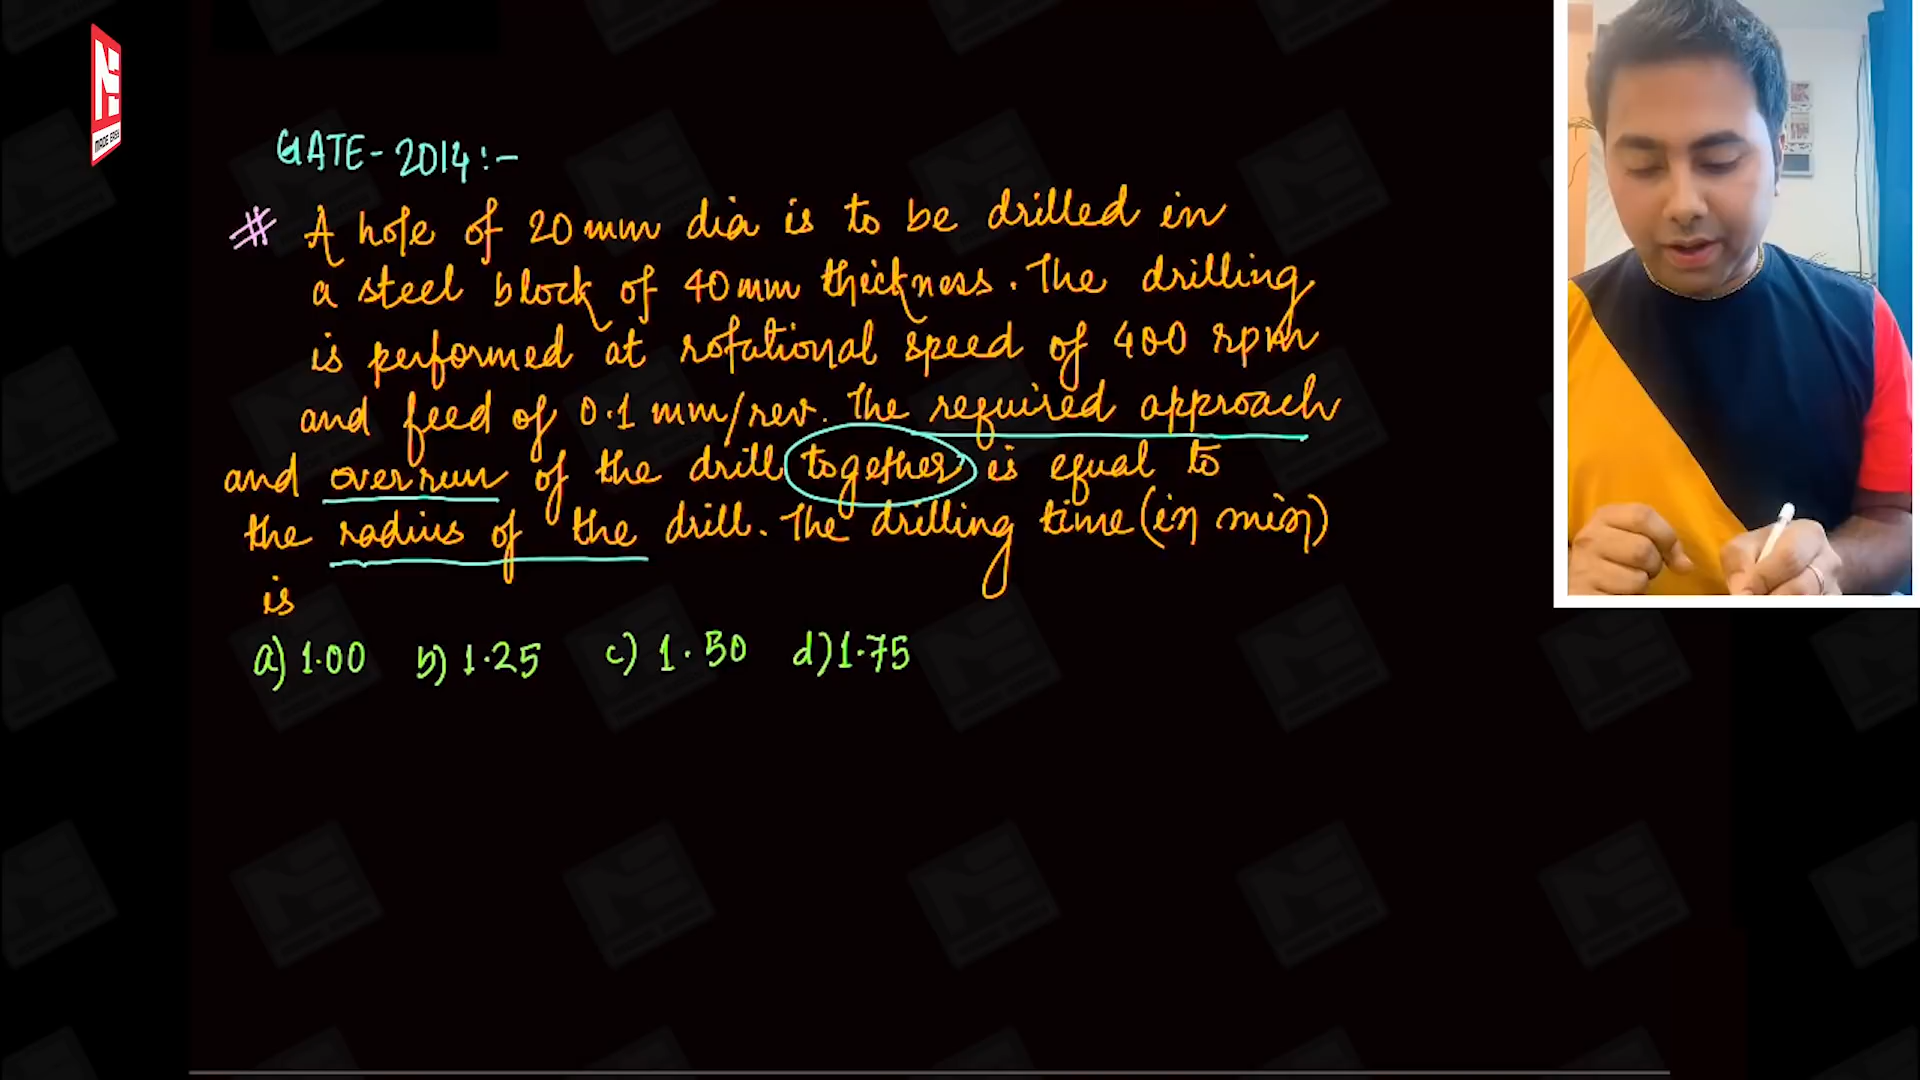 MADE EASY
GATE-2014:-
# A hole of 20 mm dia is to be drilled in
a steel block of 40 mm thickness. The drilling
is performed at rotational speed of 400 rpm
and feed of 0.1 mm/rev. The required approach
and overrun of the drill together is equal to
the radius of the drill. The drilling time (in min)
is
a) 1.00 b) 1.25 c) 1.50 d) 1.75